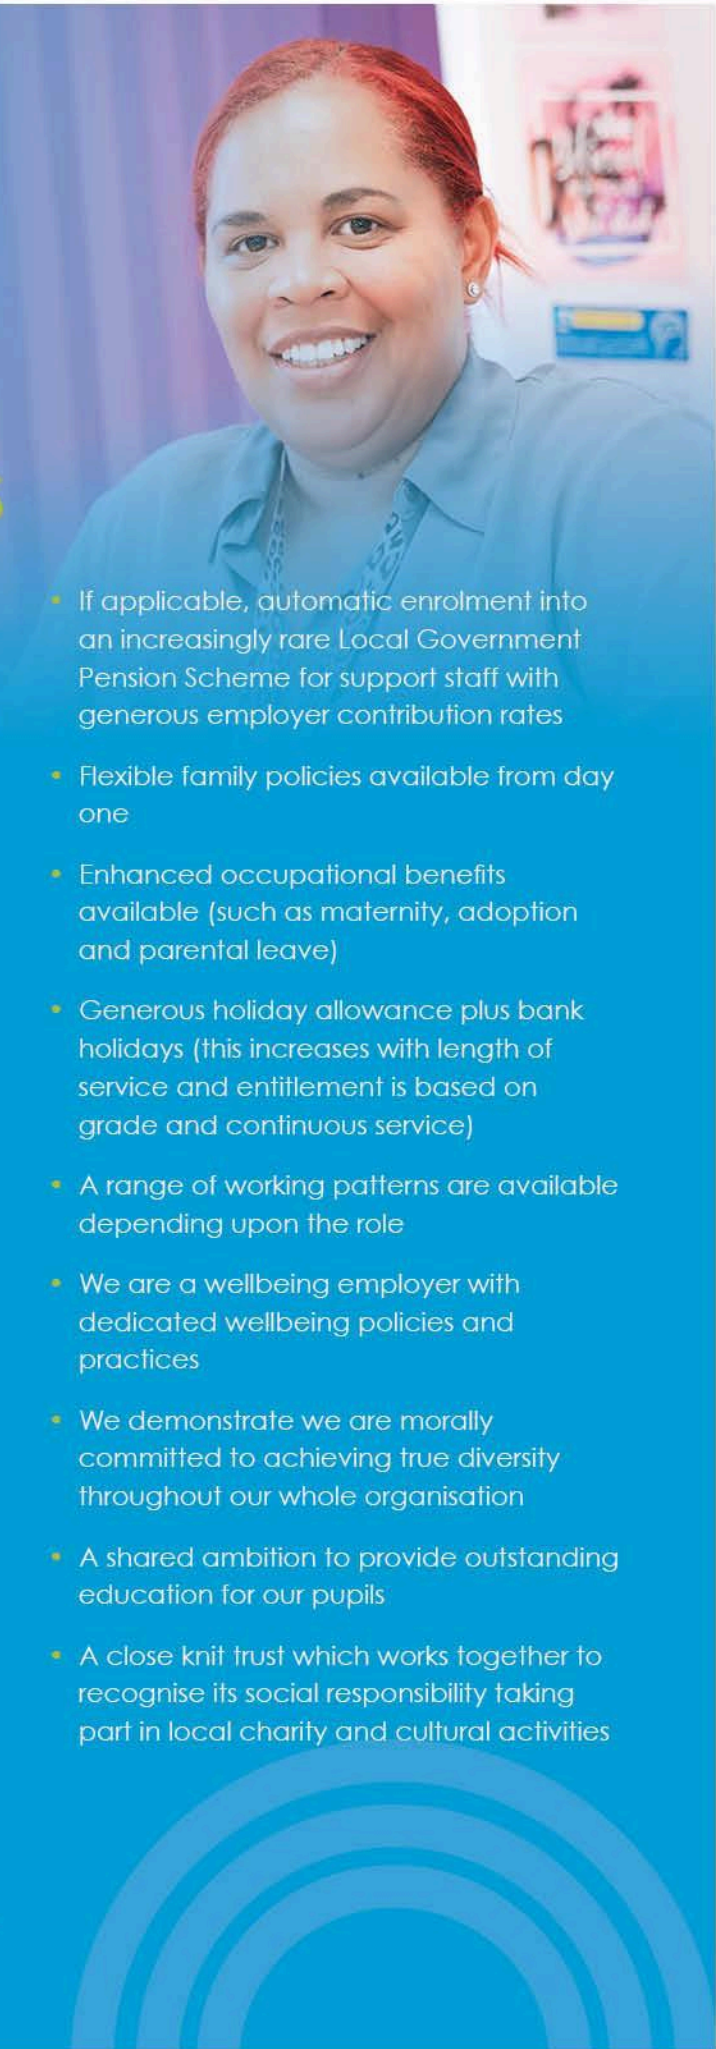 • If applicable, automatic enrolment into
an increasingly rare Local Government
Pension Scheme for support staff with
generous employer contribution rates
• Flexible family policies available from day
one
• Enhanced occupational benefits
available (such as maternity, adoption
and parental leave)
• Generous holiday allowance plus bank
holidays (this increases with length of
service and entitlement is based on
grade and continuous service)
• A range of working patterns are available
depending upon the role
• We are a wellbeing employer with
dedicated wellbeing policies and
practices
• We demonstrate we are morally
committed to achieving true diversity
throughout our whole organisation
• A shared ambition to provide outstanding
education for our pupils
• A close knit trust which works together to
recognise its social responsibility taking
part in local charity and cultural activities